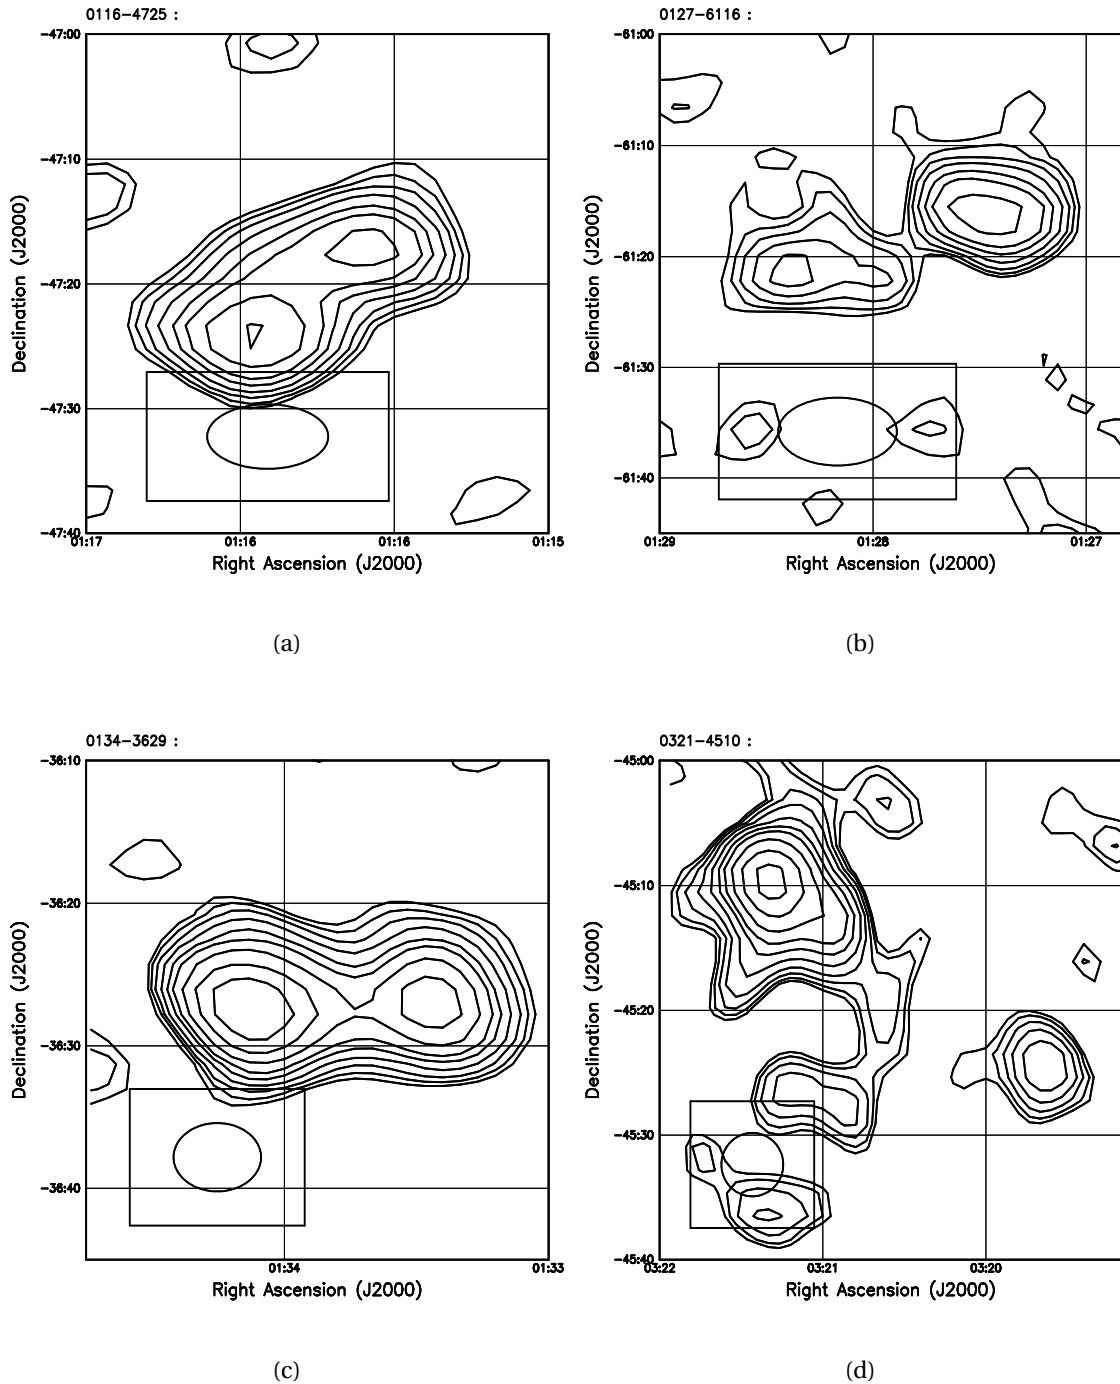 0116-4725 :
-47:00
-47:10
-47:20
-47:30
-47:40
Declination (J2000)
01:17
01:16
01:16
01:15
Right Ascension (J2000)
(a)
0127-6116 :
-61:00
-61:10
-61:20
-61:30
-61:40
Declination (J2000)
01:29
01:28
01:27
Right Ascension (J2000)
(b)
0134-3629 :
-36:10
-36:20
-36:30
-36:40
Declination (J2000)
01:34
01:33
Right Ascension (J2000)
(c)
0321-4510 :
-45:00
-45:10
-45:20
-45:30
-45:40
Declination (J2000)
03:22
03:21
03:20
Right Ascension (J2000)
(d)